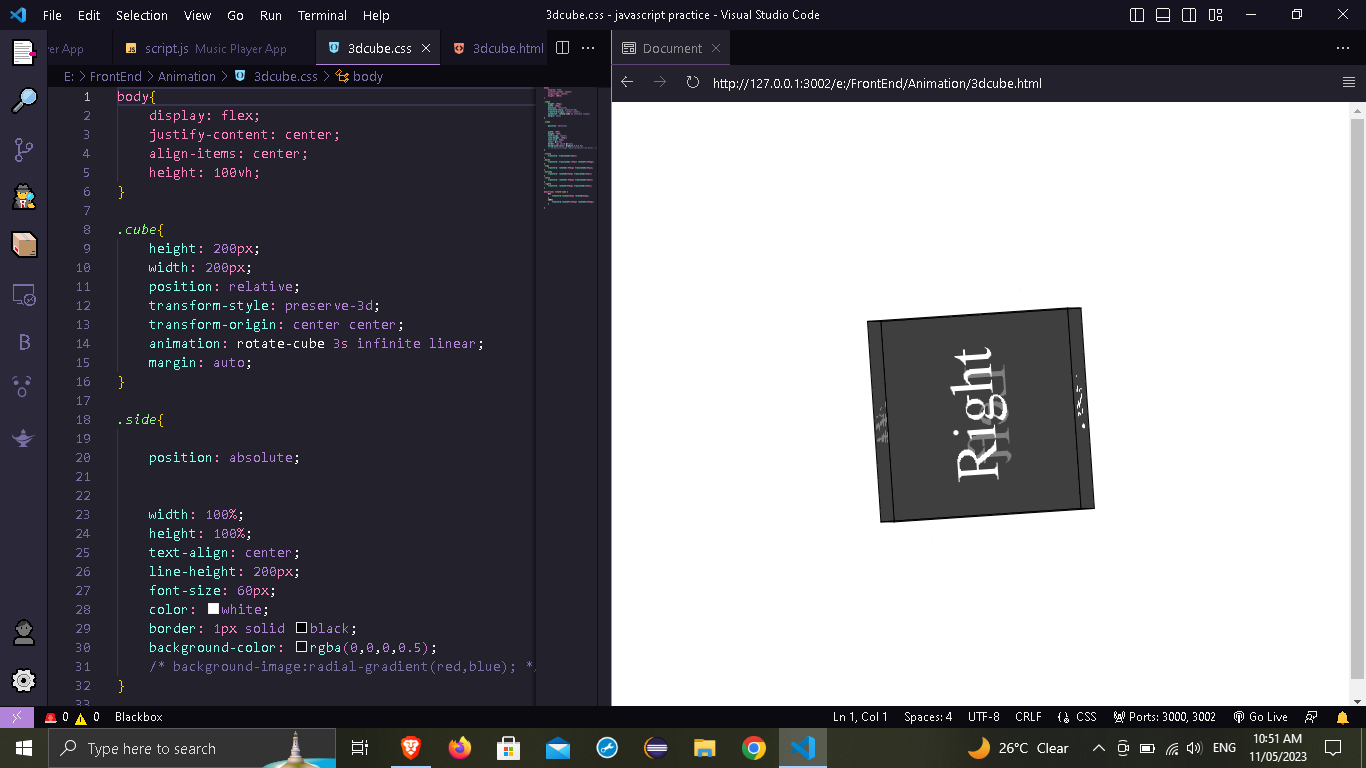 File Edit Selection View Go Run Terminal Help
3dcube.css - javascript practice - Visual Studio Code
er App script.js Music Player App 3dcube.css 3dcube.html
Document
E: > FrontEnd > Animation > 3dcube.css > body
http://127.0.0.1:3002/e:/FrontEnd/Animation/3dcube.html
1 body{
2 display: flex;
3 justify-content: center;
4 align-items: center;
5 height: 100vh;
6 }
7
8 .cube{
9 height: 200px;
10 width: 200px;
11 position: relative;
12 transform-style: preserve-3d;
13 transform-origin: center center;
14 animation: rotate-cube 3s infinite linear;
15 margin: auto;
16 }
17
18 .side{
19
20 position: absolute;
21
22
23 width: 100%;
24 height: 100%;
25 text-align: center;
26 line-height: 200px;
27 font-size: 60px;
28 color: white;
29 border: 1px solid black;
30 background-color: rgba(0,0,0,0.5);
31 /* background-image:radial-gradient(red,blue); *
32 }
33
Right
0 0 Blackbox
Ln 1, Col 1 Spaces: 4 UTF-8 CRLF CSS Ports: 3000, 3002 Go Live
Type here to search
26°C Clear
ENG
10:51 AM
11/05/2023